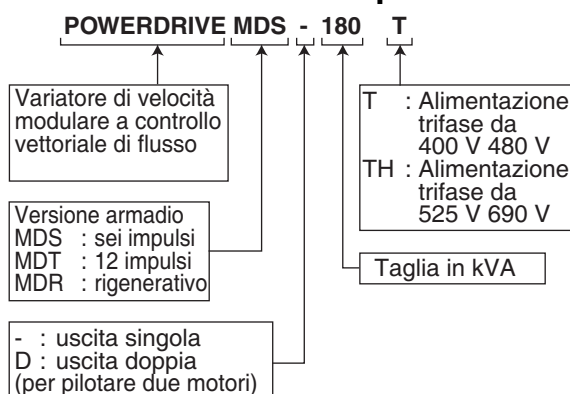 POWERDRIVE MDS - 180 T
Variatore di velocità
modulare a controllo
vettoriale di flusso
Versione armadio
MDS : sei impulsi
MDT : 12 impulsi
MDR : rigenerativo
- : uscita singola
D : uscita doppia
(per pilotare due motori)
T : Alimentazione
trifase da
400 V 480 V
TH : Alimentazione
trifase da
525 V 690 V
Taglia in kVA